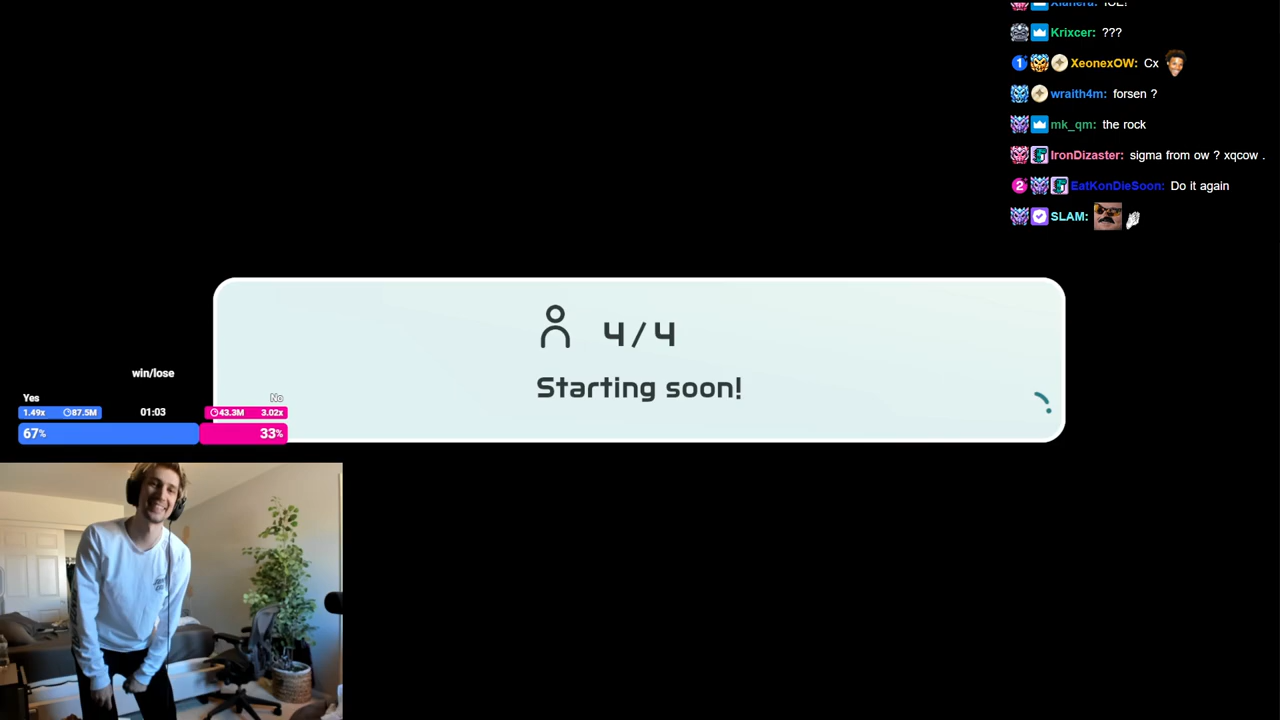 Krixcer: ???
XeonexOW: Cx
wraith4m: forsen ?
mk_qm: the rock
IronDizaster: sigma from ow ? xqcow .
EatKonDieSoon: Do it again
SLAM:
4/4
Starting soon!
win/lose
Yes
No
1.49x 87.5M
01:03
43.3M 3.02x
67%
33%